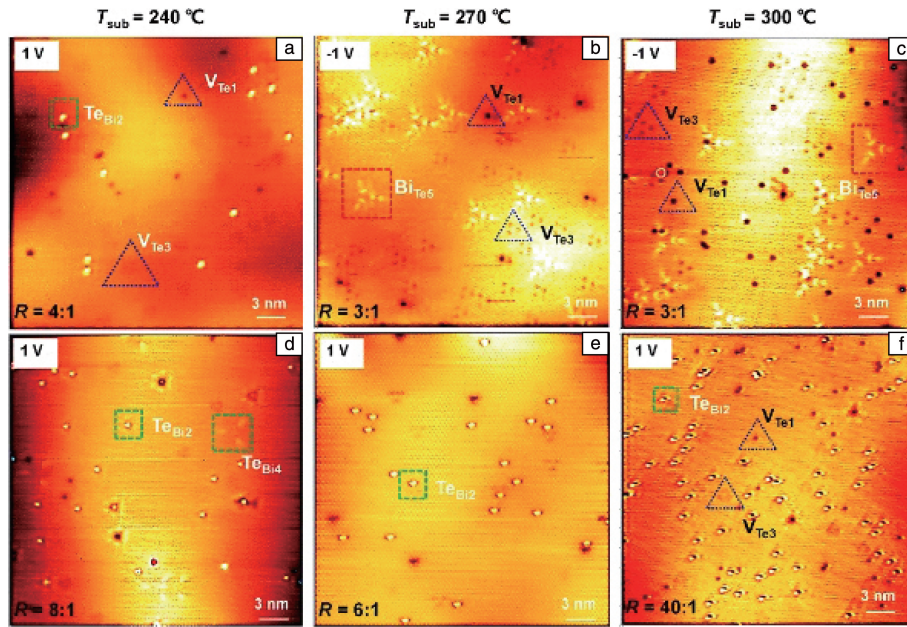 T_sub = 240 °C
T_sub = 270 °C
T_sub = 300 °C
1 V
a
V_Te1
Te_Bi2
V_Te3
R = 4:1
3 nm
-1 V
b
V_Te1
Bi_Te5
V_Te3
R = 3:1
3 nm
-1 V
c
V_Te3
V_Te1
Bi_Te5
R = 3:1
3 nm
1 V
d
Te_Bi2
Te_Bi4
R = 8:1
3 nm
1 V
e
Te_Bi2
R = 6:1
3 nm
1 V
f
Te_Bi2
V_Te1
V_Te3
R = 40:1
3 nm